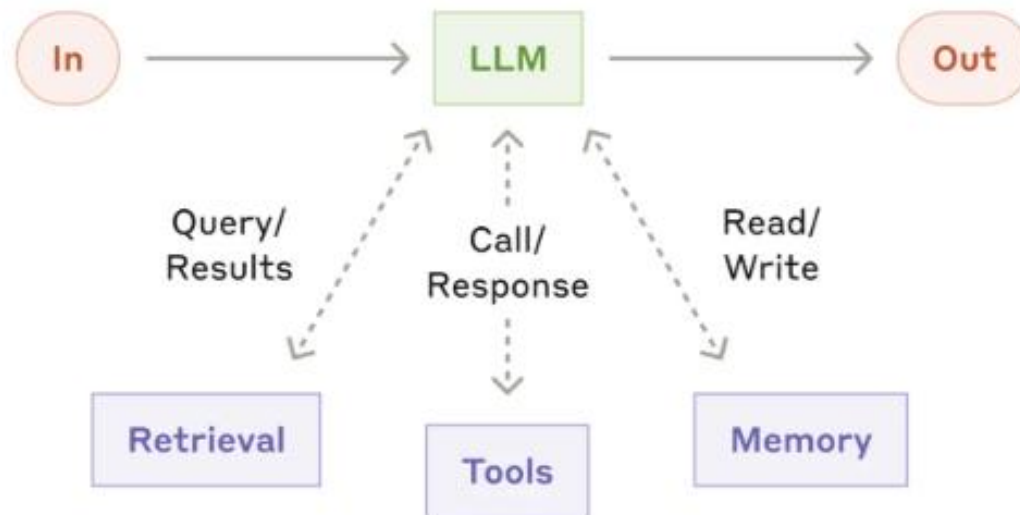 In
LLM
Out
Query/
Results
Call/
Response
Read/
Write
Retrieval
Tools
Memory